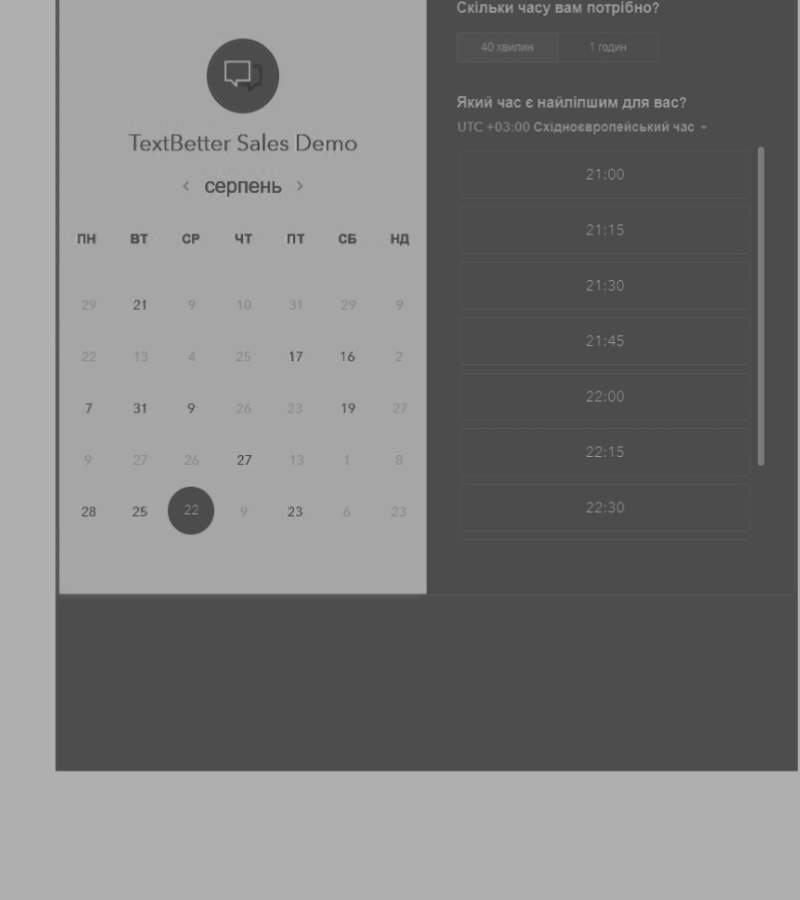 TextBetter Sales Demo
серпень
ПН ВТ СР ЧТ ПТ СБ НД
29 21 9 10 31 29 9
22 13 4 25 17 16 2
7 31 9 26 23 19 27
9 27 26 27 13 1 8
28 25 22 9 23 6 23
Скільки часу вам потрібно?
40 хвилин 1 годин
Який час є найліпшим для вас?
UTC +03:00 Східноєвропейський час
21:00
21:15
21:30
21:45
22:00
22:15
22:30